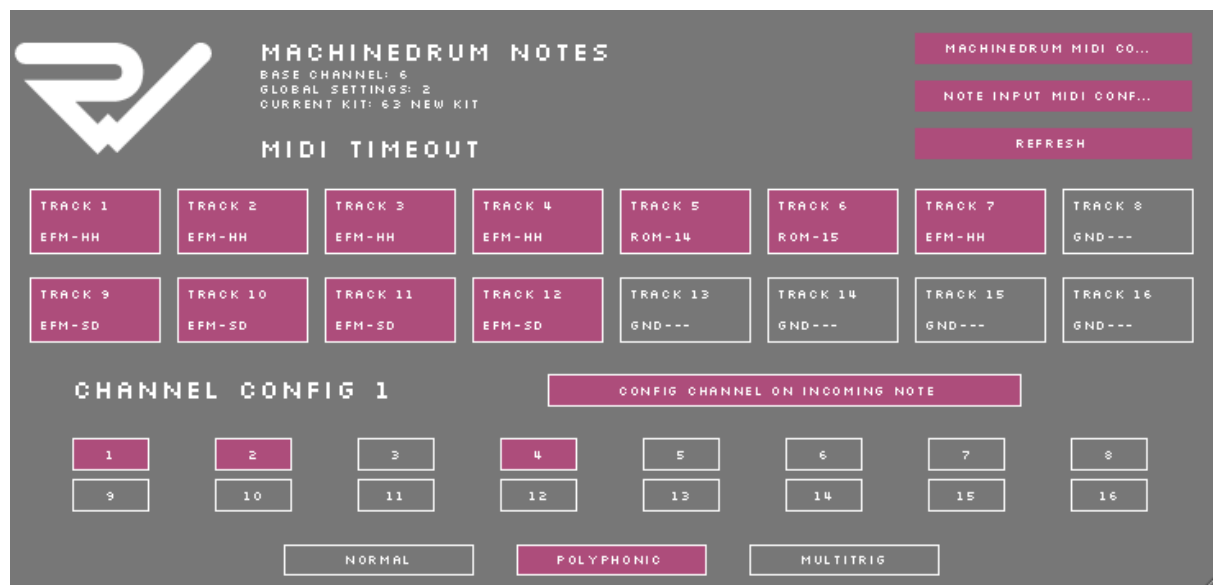 MACHINEDRUM NOTES
BASE CHANNEL: 6
GLOBAL SETTINGS: 2
CURRENT KIT: 63 NEW KIT
MIDI TIMEOUT
MACHINEDRUM MIDI CO...
NOTE INPUT MIDI CONF...
REFRESH
TRACK 1 TRACK 2 TRACK 3 TRACK 4 TRACK 5 TRACK 6 TRACK 7 TRACK 8
EFM-HH EFM-HH EFM-HH EFM-HH ROM-14 ROM-15 EFM-HH GND---
TRACK 9 TRACK 10 TRACK 11 TRACK 12 TRACK 13 TRACK 14 TRACK 15 TRACK 16
EFM-SD EFM-SD EFM-SD EFM-SD GND--- GND--- GND--- GND---
CHANNEL CONFIG 1
CONFIG CHANNEL ON INCOMING NOTE
1 2 3 4 5 6 7 8
9 10 11 12 13 14 15 16
NORMAL POLYPHONIC MULTITRIG